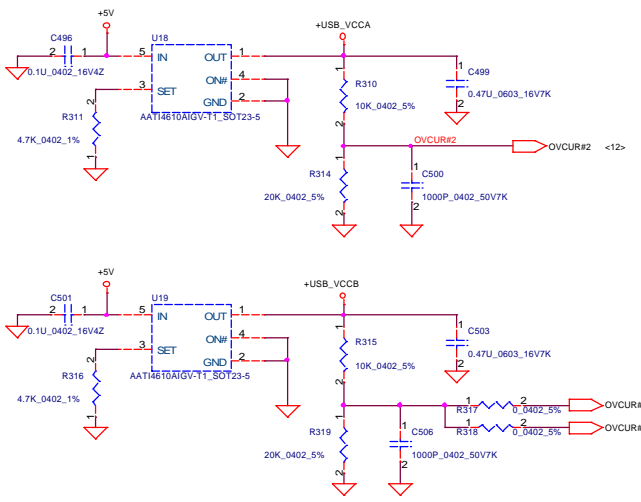 +5V
+USB_VCCA
C496
U18
2 1
5 IN OUT 1
0.1U_0402_16V4Z
ON# 4
3 SET
GND 2
AATI4610AIGV-T1_SOT23-5
R311
2
4.7K_0402_1%
1
1
R310
10K_0402_5%
2
1
C499
0.47U_0603_16V7K
2
OVCUR#2
OVCUR#2 <12>
1
R314
20K_0402_5%
2
1
C500
1000P_0402_50V7K
2
+5V
+USB_VCCB
C501
U19
2 1
5 IN OUT 1
0.1U_0402_16V4Z
ON# 4
3 SET
GND 2
AATI4610AIGV-T1_SOT23-5
R316
2
4.7K_0402_1%
1
1
R315
10K_0402_5%
2
1
C503
0.47U_0603_16V7K
2
1 2
R317 0_0402_5%
OVCUR#
1 2
R318 0_0402_5%
OVCUR#
1
R319
20K_0402_5%
2
1
C506
1000P_0402_50V7K
2